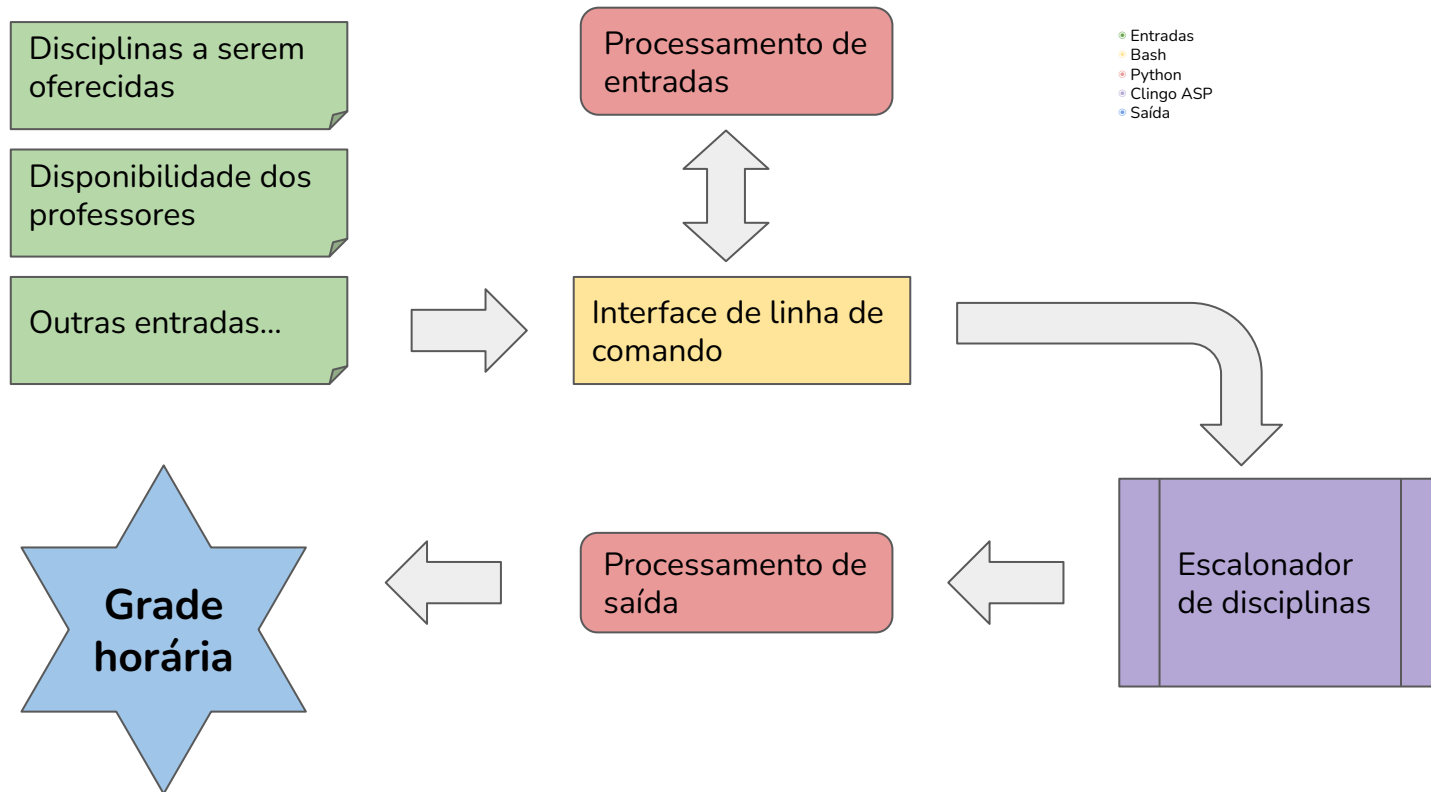 Disciplinas a serem
oferecidas
Disponibilidade dos
professores
Outras entradas...
Processamento de
entradas
Interface de linha de
comando
Entradas
Bash
Python
Clingo ASP
Saída
Escalonador
de disciplinas
Processamento de
saída
Grade
horária